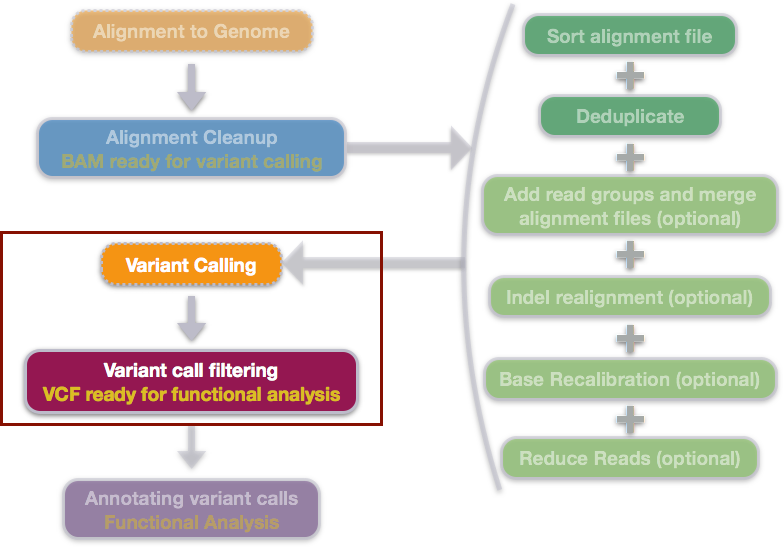 Alignment to Genome
Alignment Cleanup
BAM ready for variant calling
Variant Calling
Variant call filtering
VCF ready for functional analysis
Annotating variant calls
Functional Analysis
Sort alignment file
+
Deduplicate
+
Add read groups and merge
alignment files (optional)
+
Indel realignment (optional)
+
Base Recalibration (optional)
+
Reduce Reads (optional)